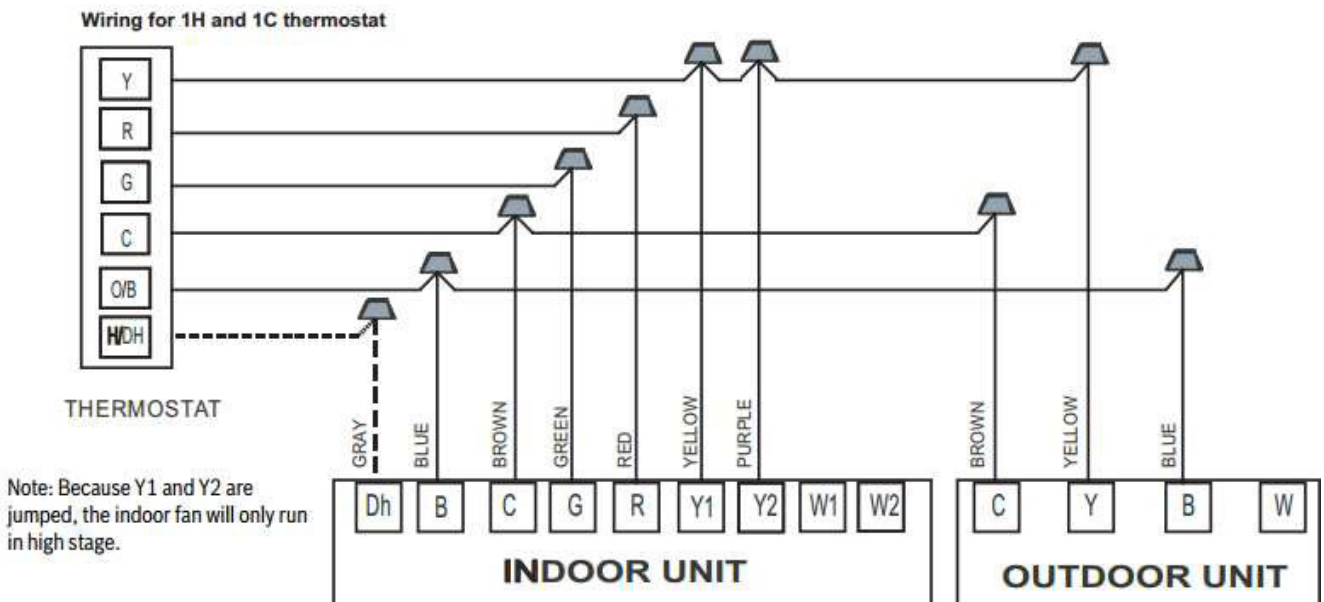 Wiring for 1H and 1C thermostat
Y
R
G
C
O/B
H/DH
THERMOSTAT
GRAY
BLUE
BROWN
GREEN
RED
YELLOW
PURPLE
BROWN
YELLOW
BLUE
Note: Because Y1 and Y2 are
jumped, the indoor fan will only run
in high stage.
Dh B C G R Y1 Y2 W1 W2
INDOOR UNIT
C Y B W
OUTDOOR UNIT